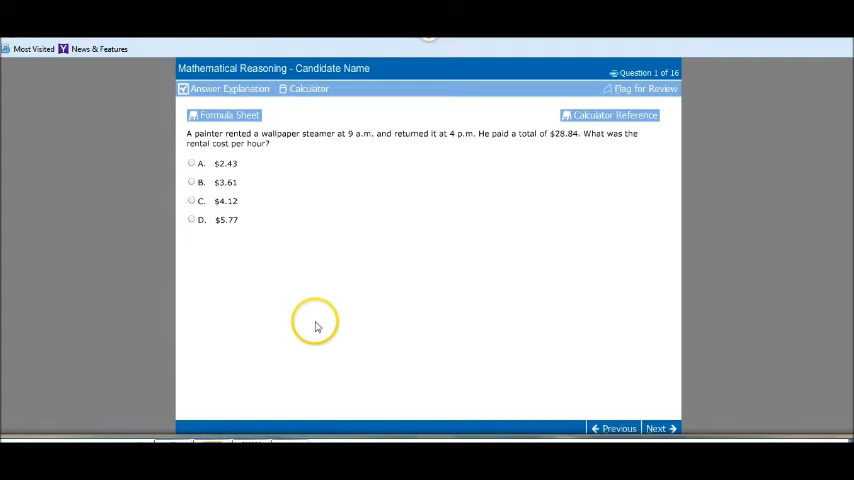 Most Visited News & Features
Mathematical Reasoning - Candidate Name
Question 1 of 16
Answer Explanation Calculator Flag for Review
Formula Sheet Calculator Reference
A painter rented a wallpaper steamer at 9 a.m. and returned it at 4 p.m. He paid a total of $28.84. What was the
rental cost per hour?
A. $2.43
B. $3.61
C. $4.12
D. $5.77
Previous Next